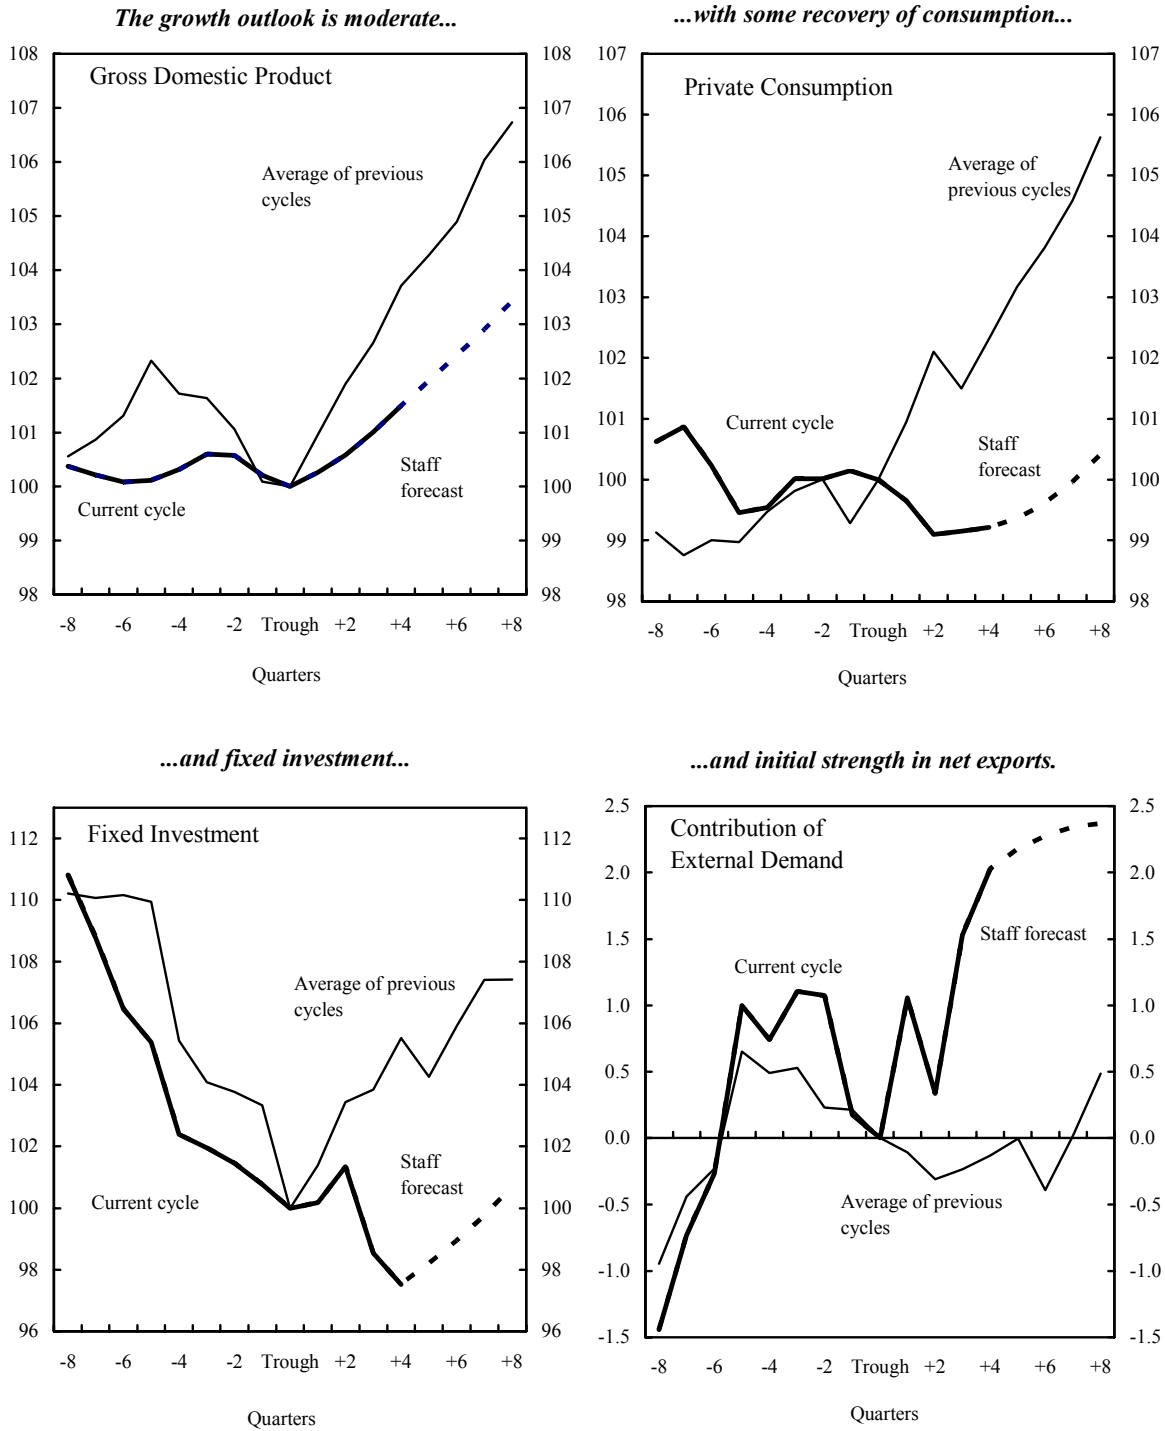 The growth outlook is moderate...
108
107
106
105
104
103
102
101
100
99
98
108
107
106
105
104
103
102
101
100
99
98
Gross Domestic Product
Average of previous
cycles
Staff
forecast
Current cycle
-8 -6 -4 -2 Trough +2 +4 +6 +8
Quarters
...with some recovery of consumption...
107
106
105
104
103
102
101
100
99
98
107
106
105
104
103
102
101
100
99
98
Private Consumption
Average of
previous cycles
Current cycle
Staff
forecast
-8 -6 -4 -2 Trough +2 +4 +6 +8
Quarters
...and fixed investment...
112
110
108
106
104
102
100
98
96
112
110
108
106
104
102
100
98
96
Fixed Investment
Average of previous
cycles
Staff
forecast
Current cycle
-8 -6 -4 -2 Trough +2 +4 +6 +8
Quarters
...and initial strength in net exports.
2.5
2.0
1.5
1.0
0.5
0.0
-0.5
-1.0
-1.5
2.5
2.0
1.5
1.0
0.5
0.0
-0.5
-1.0
-1.5
Contribution of
External Demand
Staff forecast
Current cycle
Average of previous
cycles
-8 -6 -4 -2 Trough +2 +4 +6 +8
Quarters